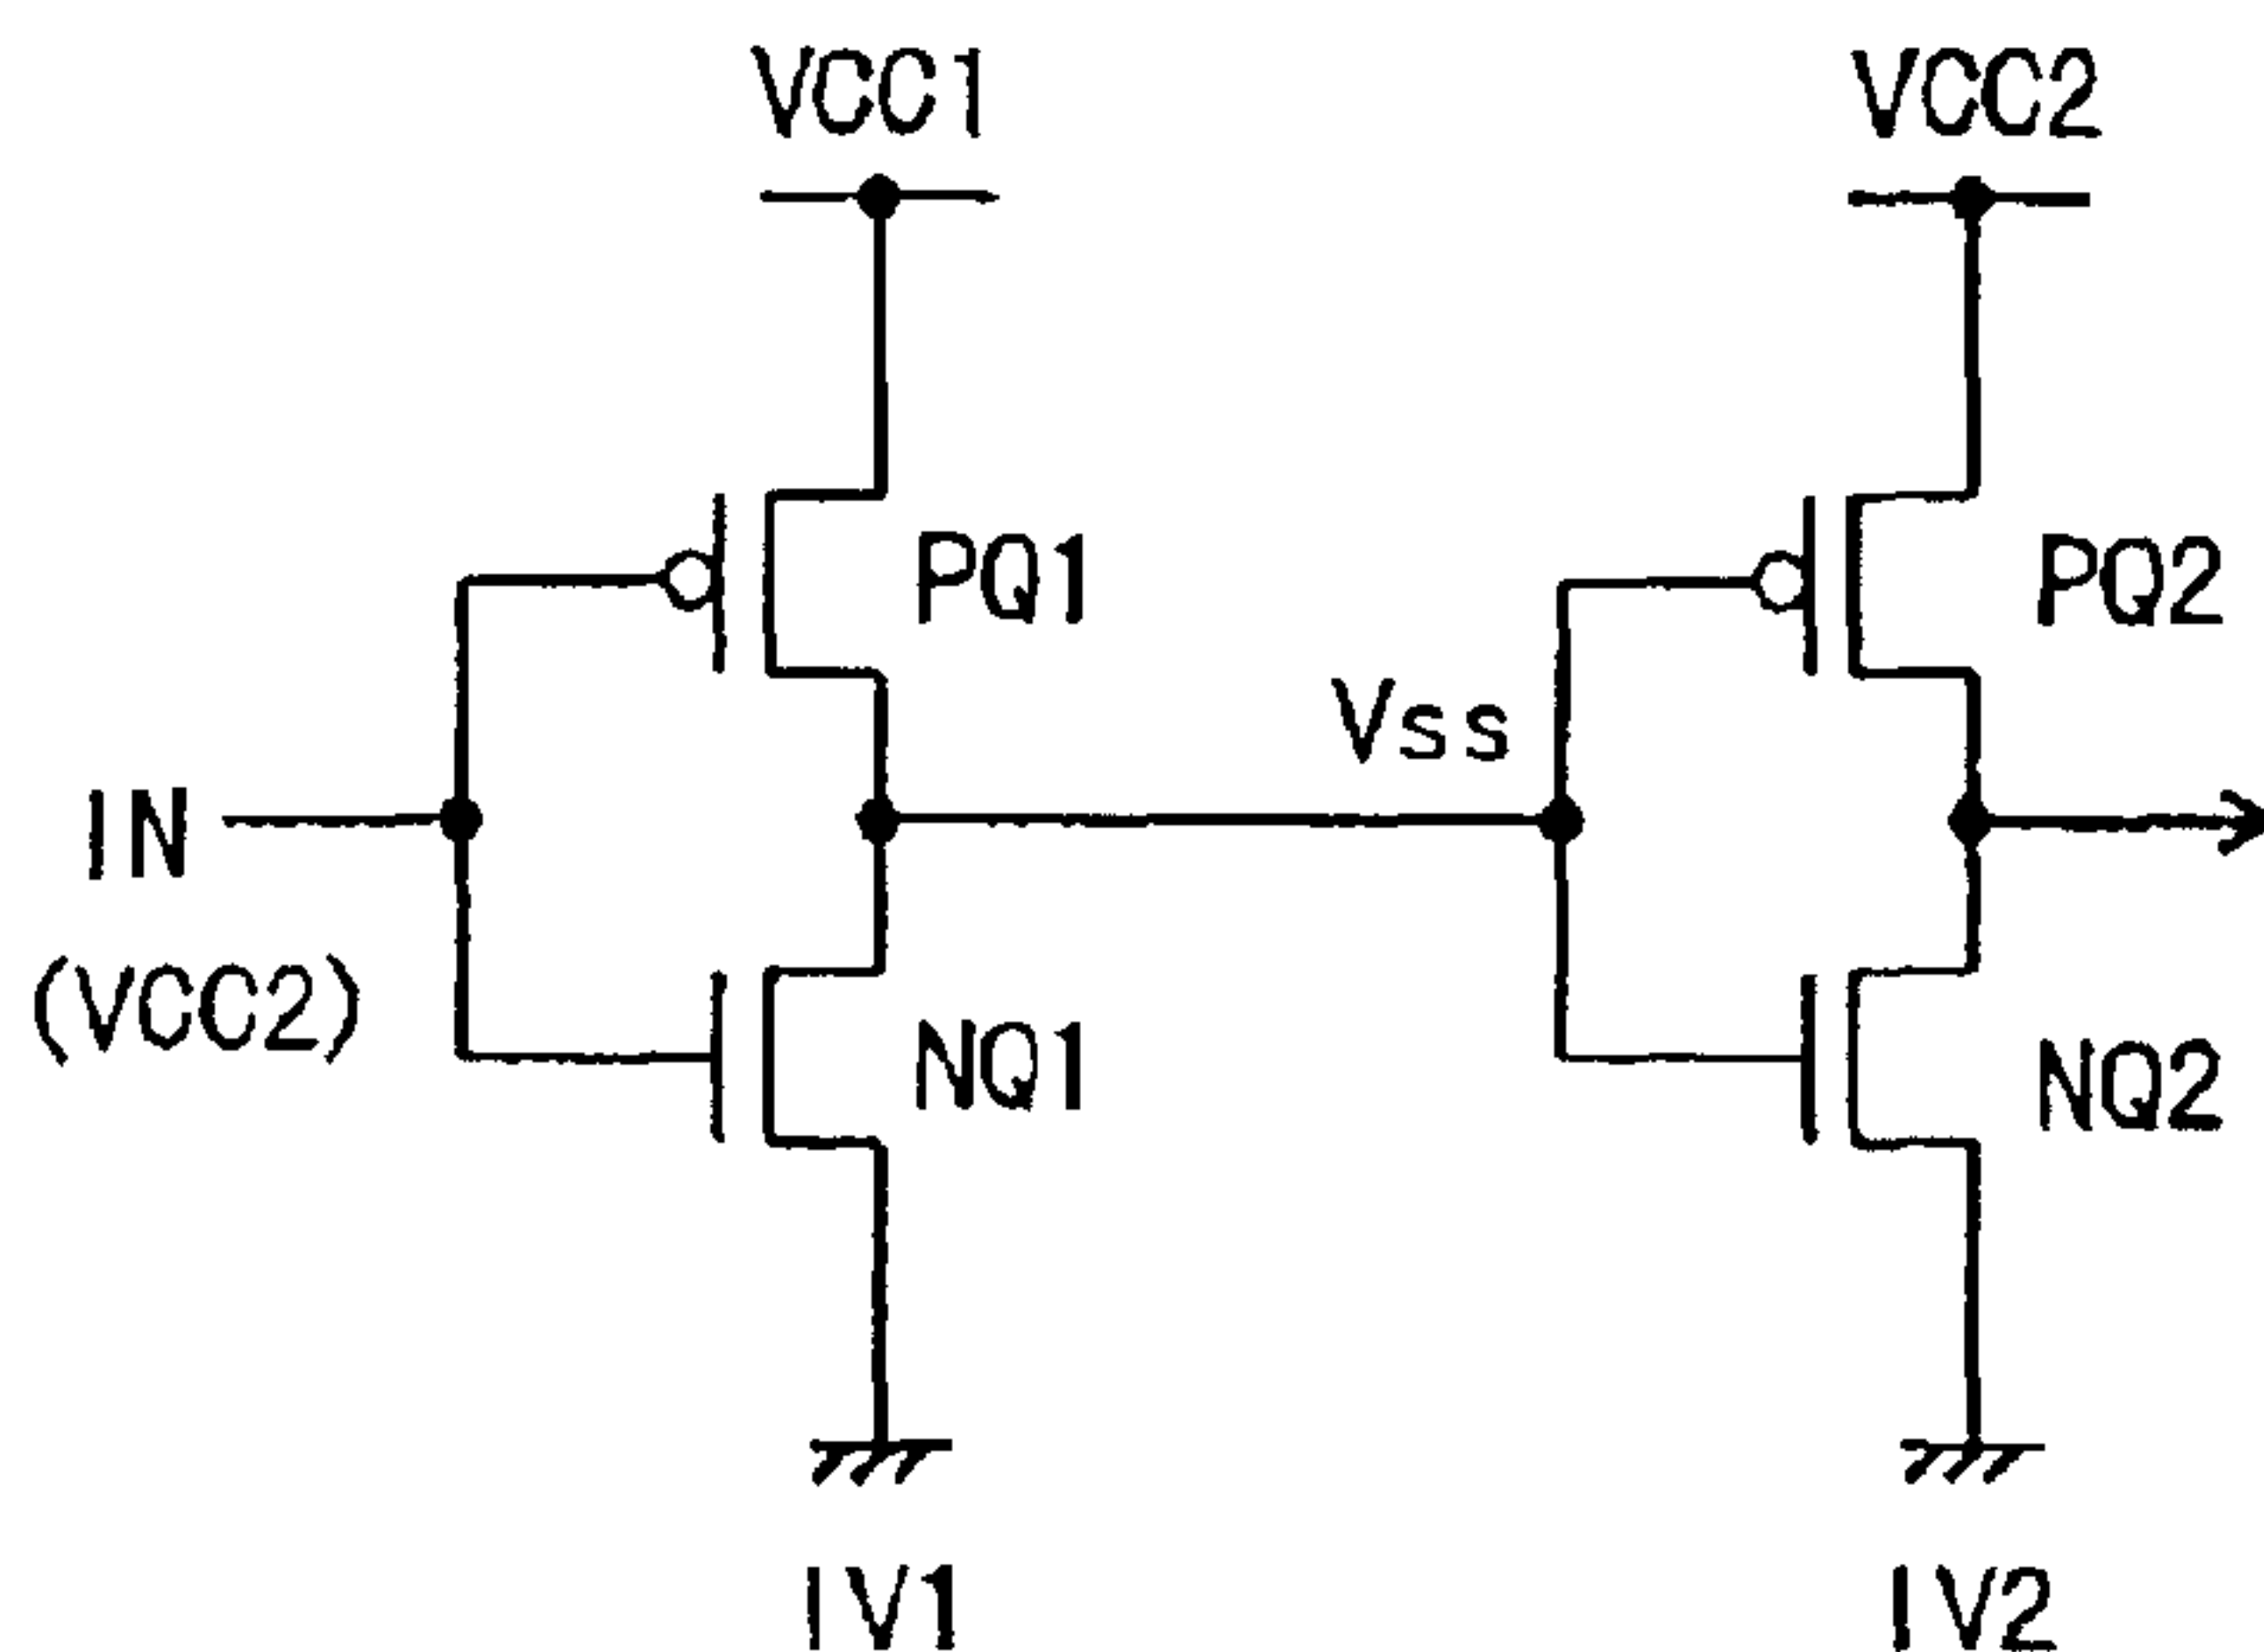 VCC1
VCC2
PQ1
PQ2
Vss
IN
(VCC2)
NQ1
NQ2
IV1
IV2